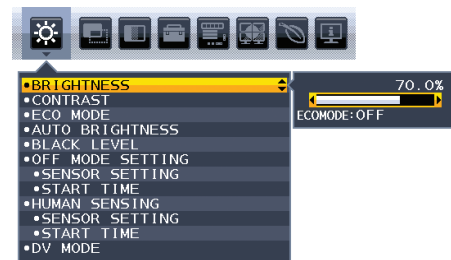 •BRIGHTNESS
•CONTRAST
•ECO MODE
•AUTO BRIGHTNESS
•BLACK LEVEL
•OFF MODE SETTING
•SENSOR SETTING
•START TIME
•HUMAN SENSING
•SENSOR SETTING
•START TIME
•DV MODE
70.0%
ECOMODE:OFF